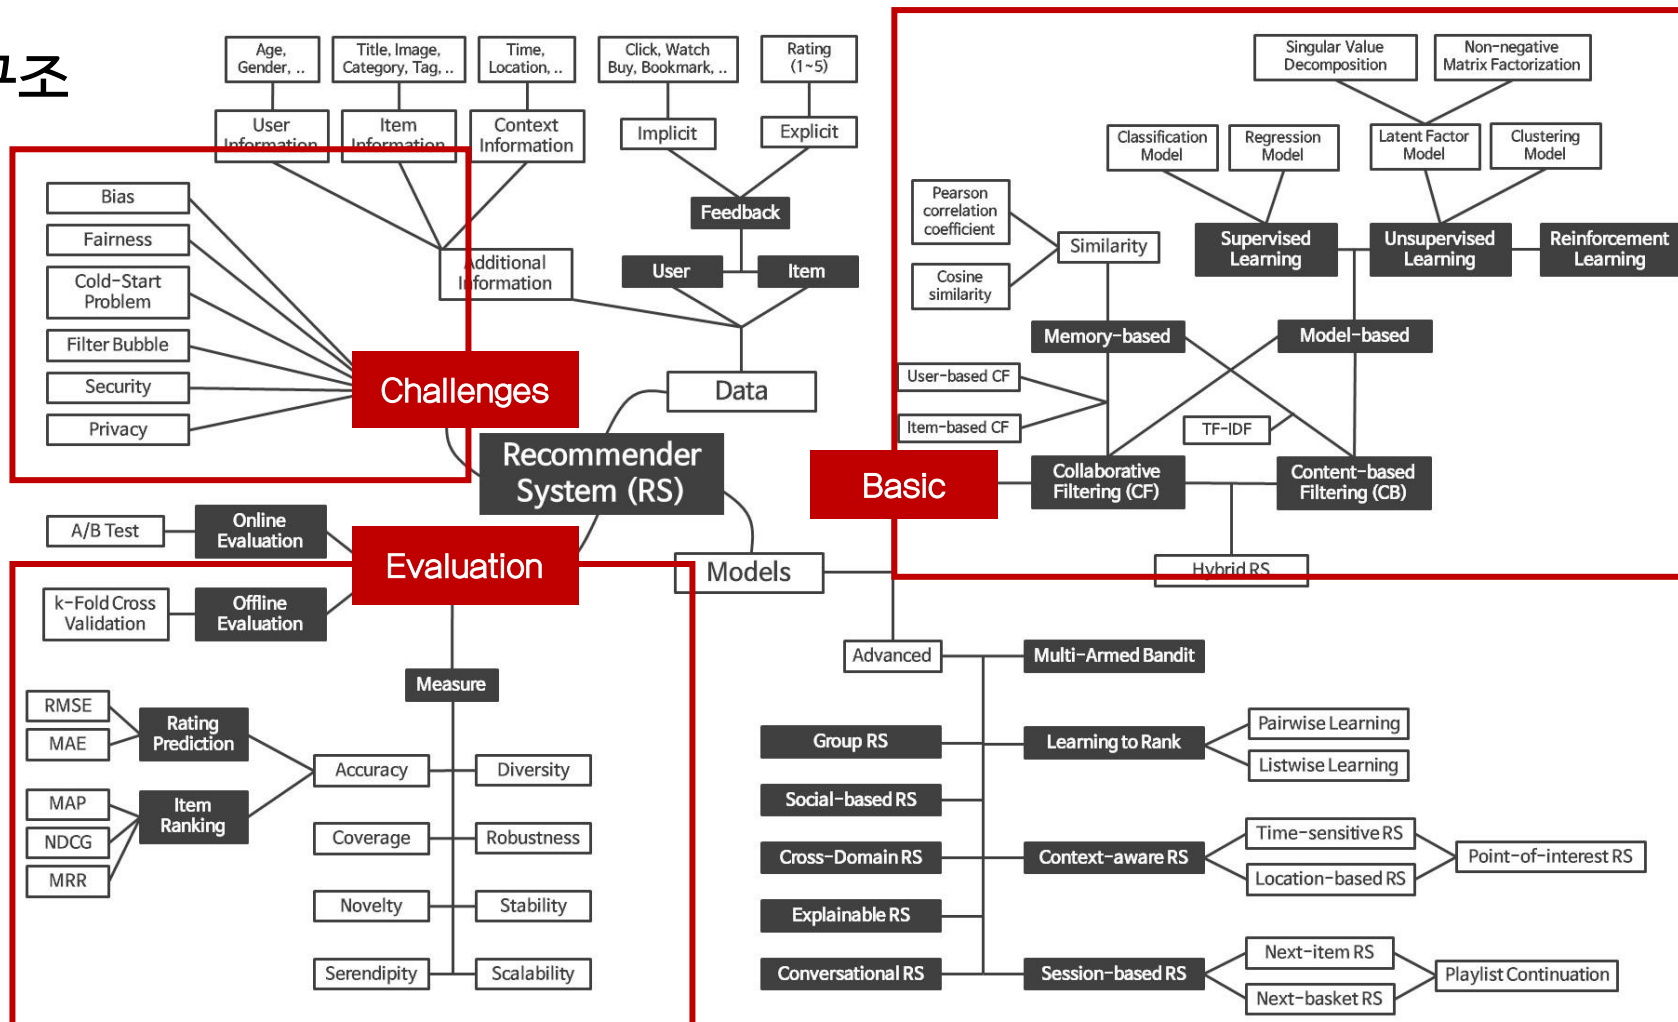 구조
Age,
Gender, ..
Title, Image,
Category, Tag, ..
Time,
Location, ..
Click, Watch
Buy, Bookmark, ..
Rating
(1~5)
User
Information
Item
Information
Context
Information
Implicit
Explicit
Feedback
User
Item
Additional
Information
Data
Bias
Fairness
Cold-Start
Problem
Filter Bubble
Security
Privacy
Challenges
Recommender
System (RS)
Singular Value
Decomposition
Non-negative
Matrix Factorization
Classification
Model
Regression
Model
Latent Factor
Model
Clustering
Model
Pearson
correlation
coefficient
Cosine
similarity
Similarity
Supervised
Learning
Unsupervised
Learning
Reinforcement
Learning
Memory-based
Model-based
User-based CF
Item-based CF
TF-IDF
Basic
Collaborative
Filtering (CF)
Content-based
Filtering (CB)
Hybrid RS
A/B Test
Online
Evaluation
Evaluation
k-Fold Cross
Validation
Offline
Evaluation
Measure
RMSE
MAE
Rating
Prediction
MAP
NDCG
MRR
Item
Ranking
Accuracy
Diversity
Coverage
Robustness
Novelty
Stability
Serendipity
Scalability
Models
Advanced
Multi-Armed Bandit
Group RS
Learning to Rank
Pairwise Learning
Listwise Learning
Social-based RS
Cross-Domain RS
Context-aware RS
Time-sensitive RS
Location-based RS
Point-of-interest RS
Explainable RS
Conversational RS
Session-based RS
Next-item RS
Next-basket RS
Playlist Continuation